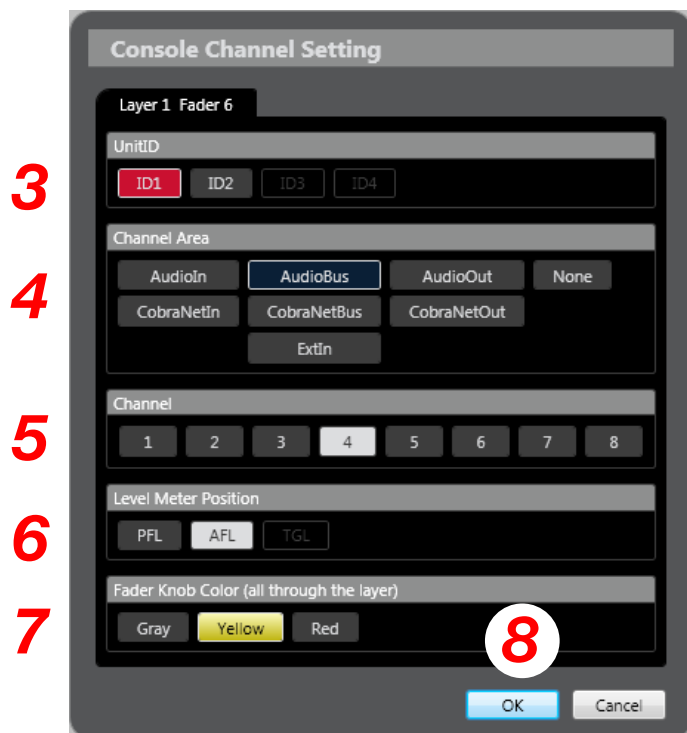 Console Channel Setting
Layer 1 Fader 6
UnitID
3 ID1 ID2 ID3 ID4
Channel Area
4 AudioIn AudioBus AudioOut None
CobraNetIn CobraNetBus CobraNetOut
ExtIn
Channel
5 1 2 3 4 5 6 7 8
Level Meter Position
6 PFL AFL TGL
Fader Knob Color (all through the layer)
7 Gray Yellow Red 8
OK Cancel